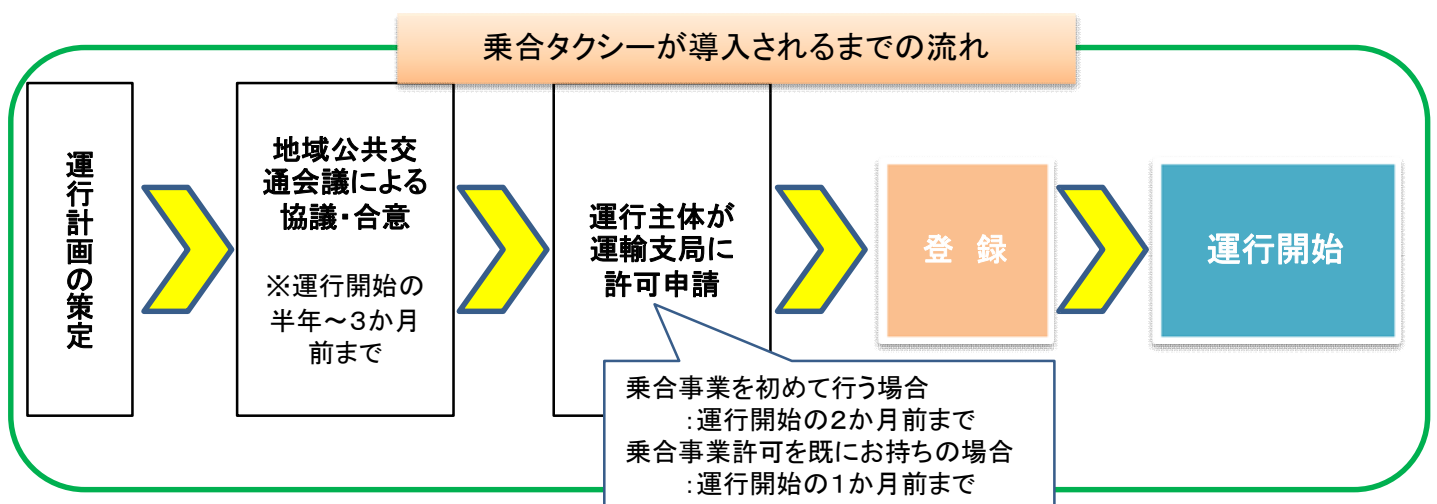 乗合タクシーが導入されるまでの流れ
運行計画の策定
地域公共交
通会議による
協議・合意
※運行開始の
半年～3か月
前まで
運行主体が
運輸支局に
許可申請
乗合事業を初めて行う場合
:運行開始の2か月前まで
乗合事業許可を既にお持ちの場合
:運行開始の1か月前まで
登 録
運行開始